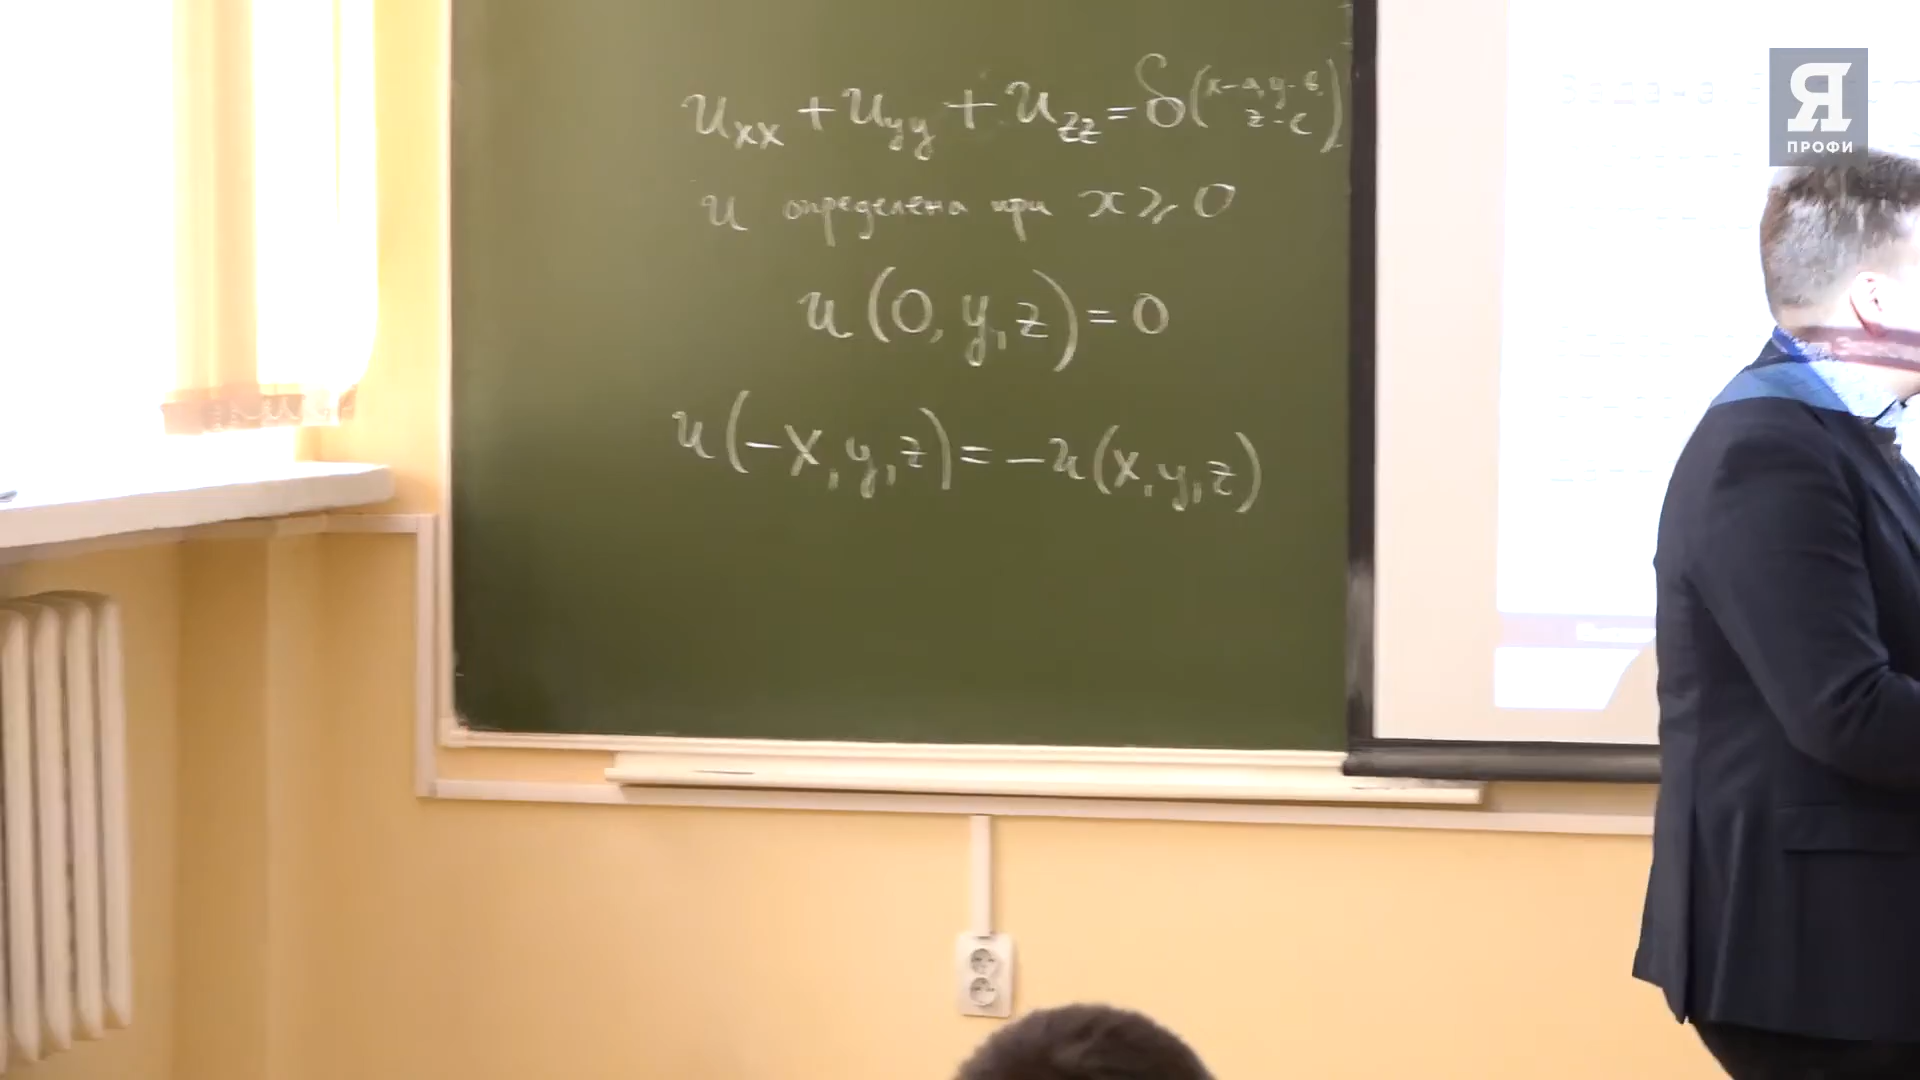 u_xx + u_yy + u_zz = δ(x-a, y-b, z-c)
u определена при x ⩾ 0
u(0, y, z) = 0
u(-x, y, z) = -u(x, y, z)
Я
ПРОФИ